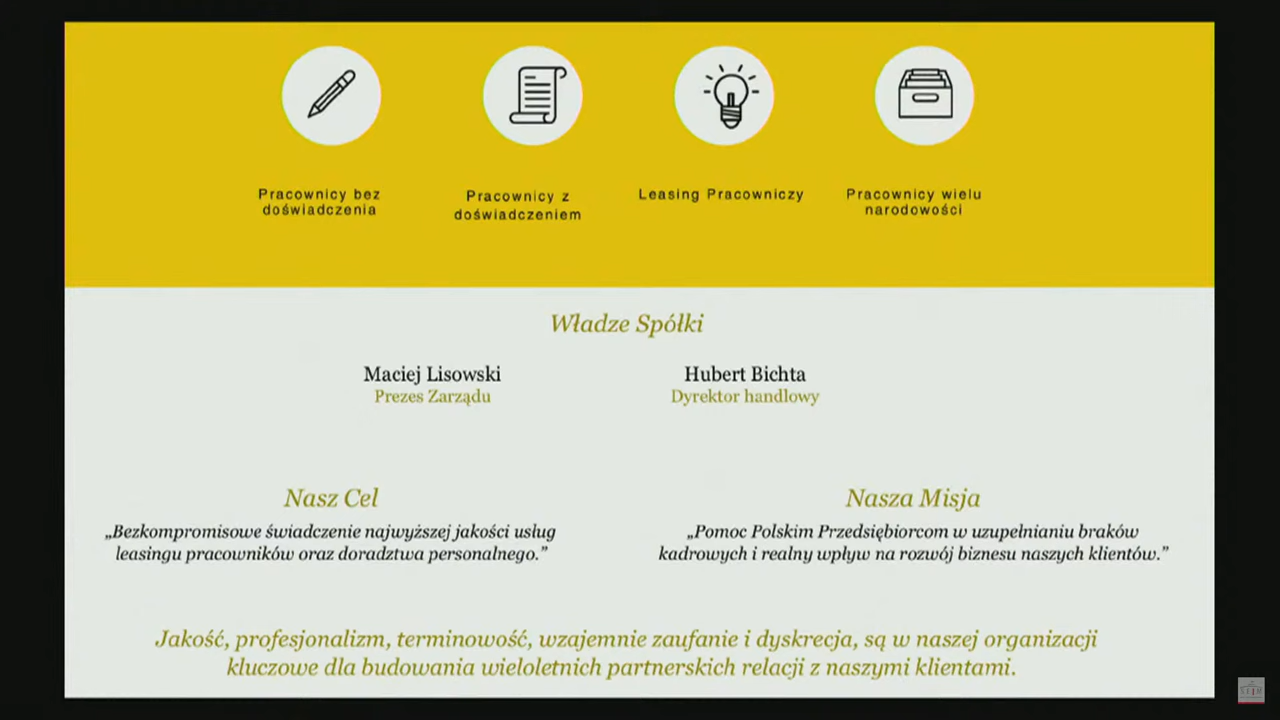 Pracownicy bez
doświadczenia
Pracownicy z
doświadczeniem
Leasing Pracowniczy
Pracownicy wielu
narodowości
Władze Spółki
Maciej Lisowski
Prezes Zarządu
Hubert Bichta
Dyrektor handlowy
Nasz Cel
„Bezkompromisowe świadczenie najwyższej jakości usług
leasingu pracowników oraz doradztwa personalnego.”
Nasza Misja
„Pomoc Polskim Przedsiębiorcom w uzupełnianiu braków
kadrowych i realny wpływ na rozwój biznesu naszych klientów.”
Jakość, profesjonalizm, terminowość, wzajemnie zaufanie i dyskrecja, są w naszej organizacji
kluczowe dla budowania wieloletnich partnerskich relacji z naszymi klientami.